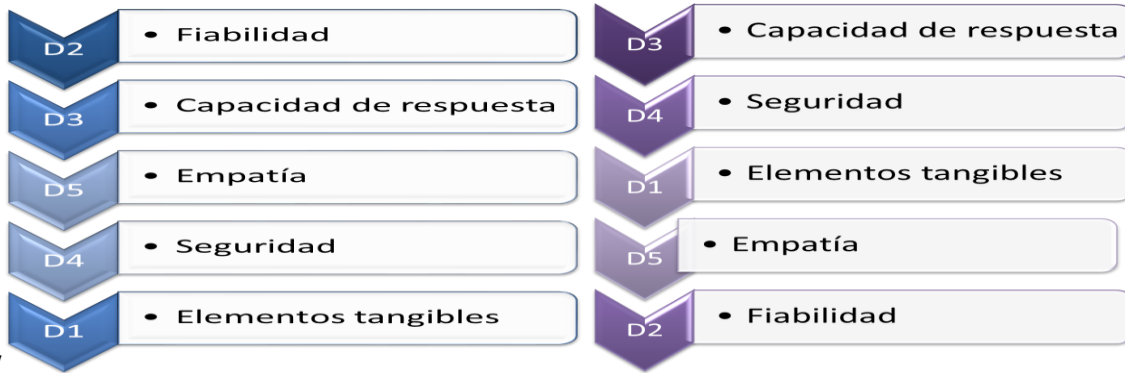 D2
• Fiabilidad
D3
• Capacidad de respuesta
D5
• Empatía
D4
• Seguridad
D1
• Elementos tangibles
D3
• Capacidad de respuesta
D4
• Seguridad
D1
• Elementos tangibles
D5
• Empatía
D2
• Fiabilidad